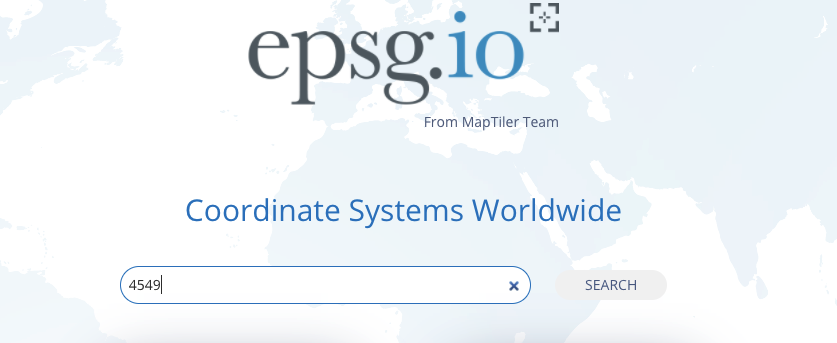 epsg.io
From MapTiler Team
Coordinate Systems Worldwide
4549 × SEARCH